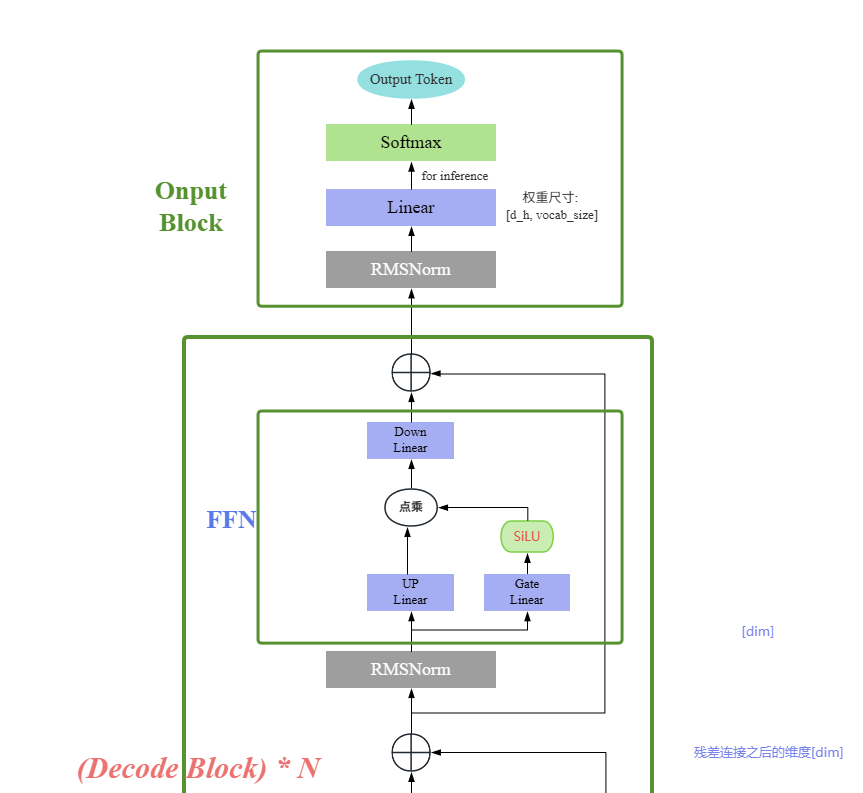 Output Token
Softmax
for inference
Onput
Block
Linear
权重尺寸:
[d_h, vocab_size]
RMSNorm
Down
Linear
点乘
FFN
SiLU
UP
Linear
Gate
Linear
[dim]
RMSNorm
残差连接之后的维度[dim]
(Decode Block) * N